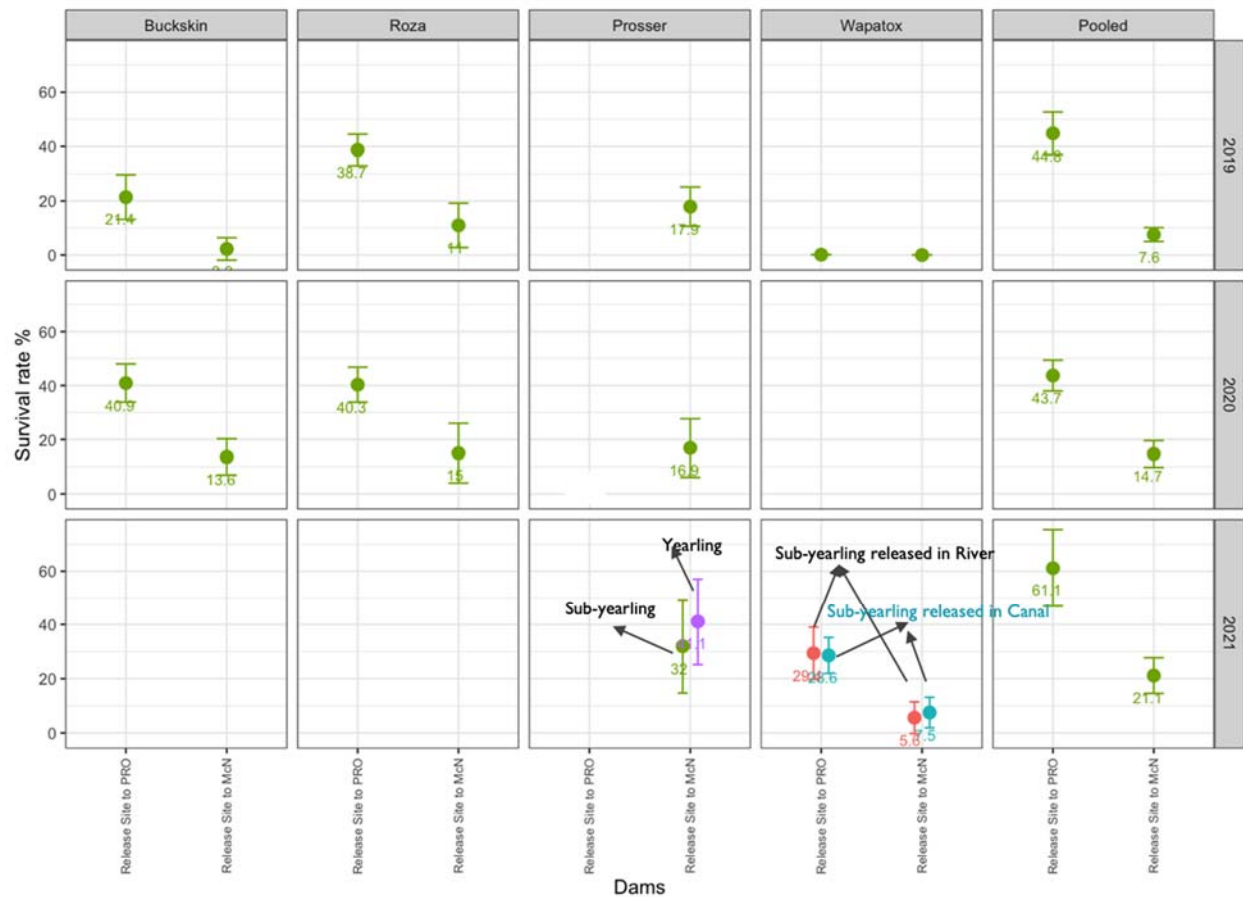 Buckskin Roza Prosser Wapatox Pooled
Survival rate %
60
40
20
0
21.4
38.7
11
17.9
44.8
7.6
2019
60
40
20
0
40.9
13.6
40.3
15
16.9
43.7
14.7
2020
60
40
20
0
Yearling
Sub-yearling
32
Sub-yearling released in River
Sub-yearling released in Canal
5.6
7.5
61.1
21.1
2021
Release Site to PRO
Release Site to McN
Release Site to PRO
Release Site to McN
Release Site to PRO
Release Site to McN
Release Site to PRO
Release Site to McN
Release Site to PRO
Release Site to McN
Dams